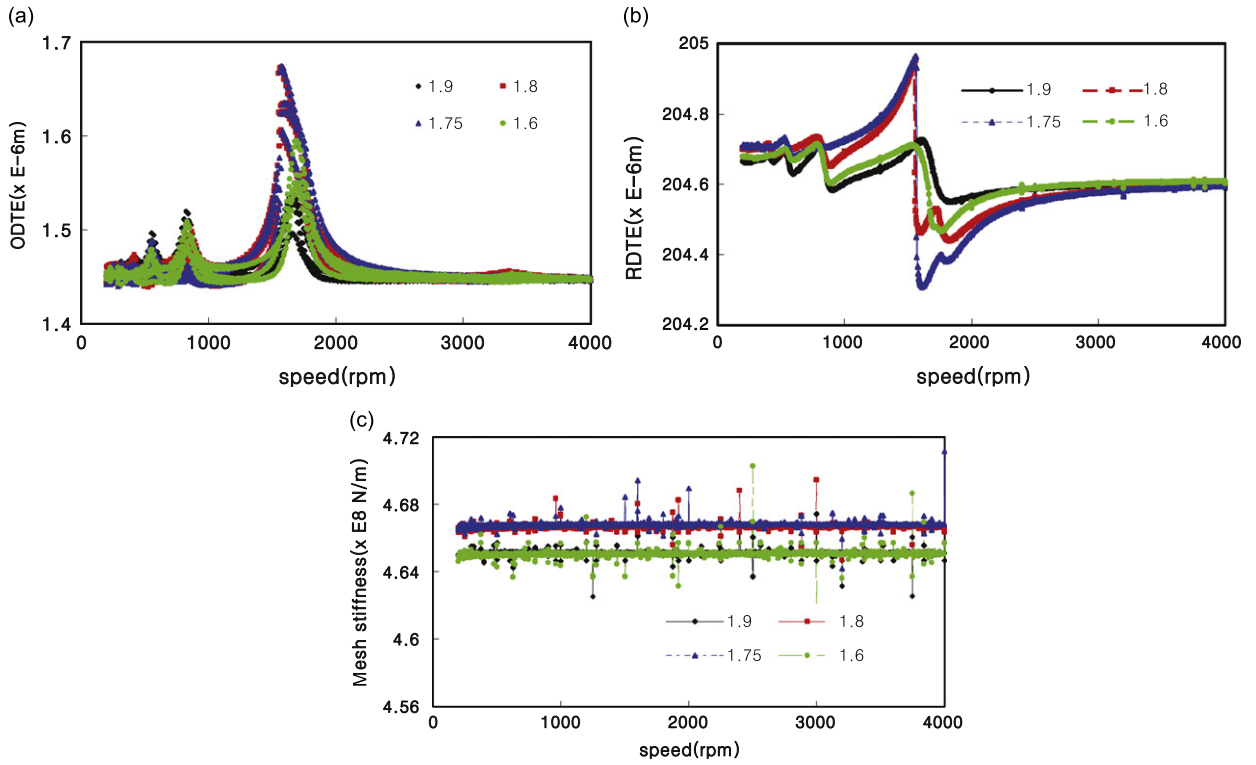 (a)
ODTE(x E-6m)
1.7
1.6
1.5
1.4
1.9 1.8
1.75 1.6
0 1000 2000 3000 4000
speed(rpm)
(b)
RDTE(x E-6m)
205
204.8
204.6
204.4
204.2
1.9 1.8
1.75 1.6
0 1000 2000 3000 4000
speed(rpm)
(c)
Mesh stiffness(x E8 N/m)
4.72
4.68
4.64
4.6
4.56
1.9 1.8
1.75 1.6
0 1000 2000 3000 4000
speed(rpm)